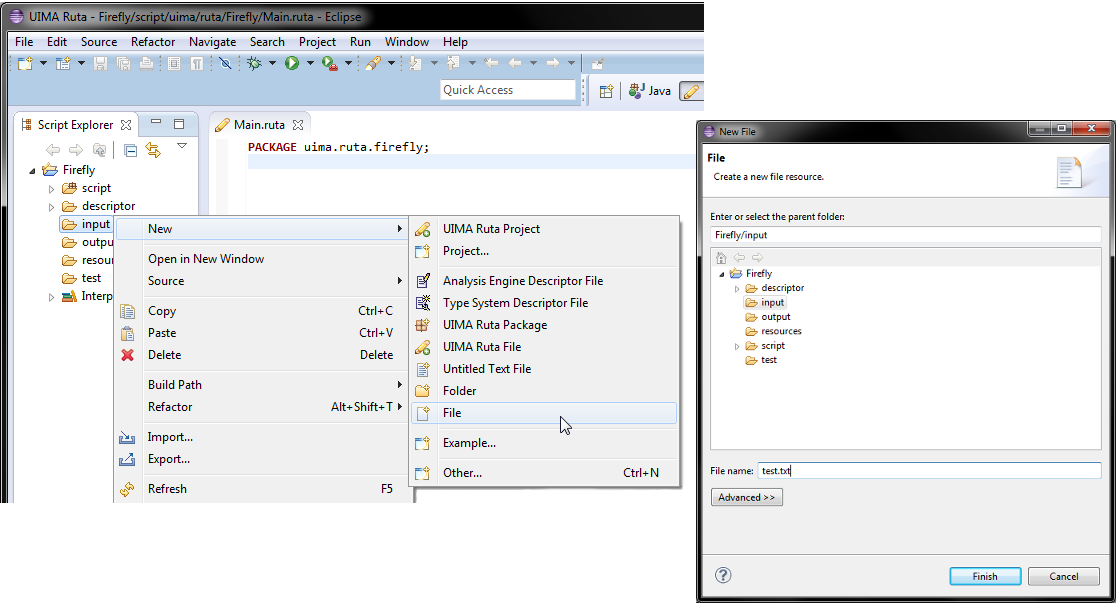 UIMA Ruta - Firefly/script/uima/ruta/Firefly/Main.ruta - Eclipse
File Edit Source Refactor Navigate Search Project Run Window Help
Quick Access
Java
Script Explorer
Main.ruta
PACKAGE uima.ruta.firefly;
Firefly
script
descriptor
input
outpu
resour
test
Interp
New
Open in New Window
Source
Copy Ctrl+C
Paste Ctrl+V
Delete Delete
Build Path
Refactor Alt+Shift+T
Import...
Export...
Refresh F5
UIMA Ruta Project
Project...
Analysis Engine Descriptor File
Type System Descriptor File
UIMA Ruta Package
UIMA Ruta File
Untitled Text File
Folder
File
Example...
Other... Ctrl+N
New File
File
Create a new file resource.
Enter or select the parent folder:
Firefly/input
Firefly
descriptor
input
output
resources
script
test
File name: test.txt
Advanced >>
Finish Cancel